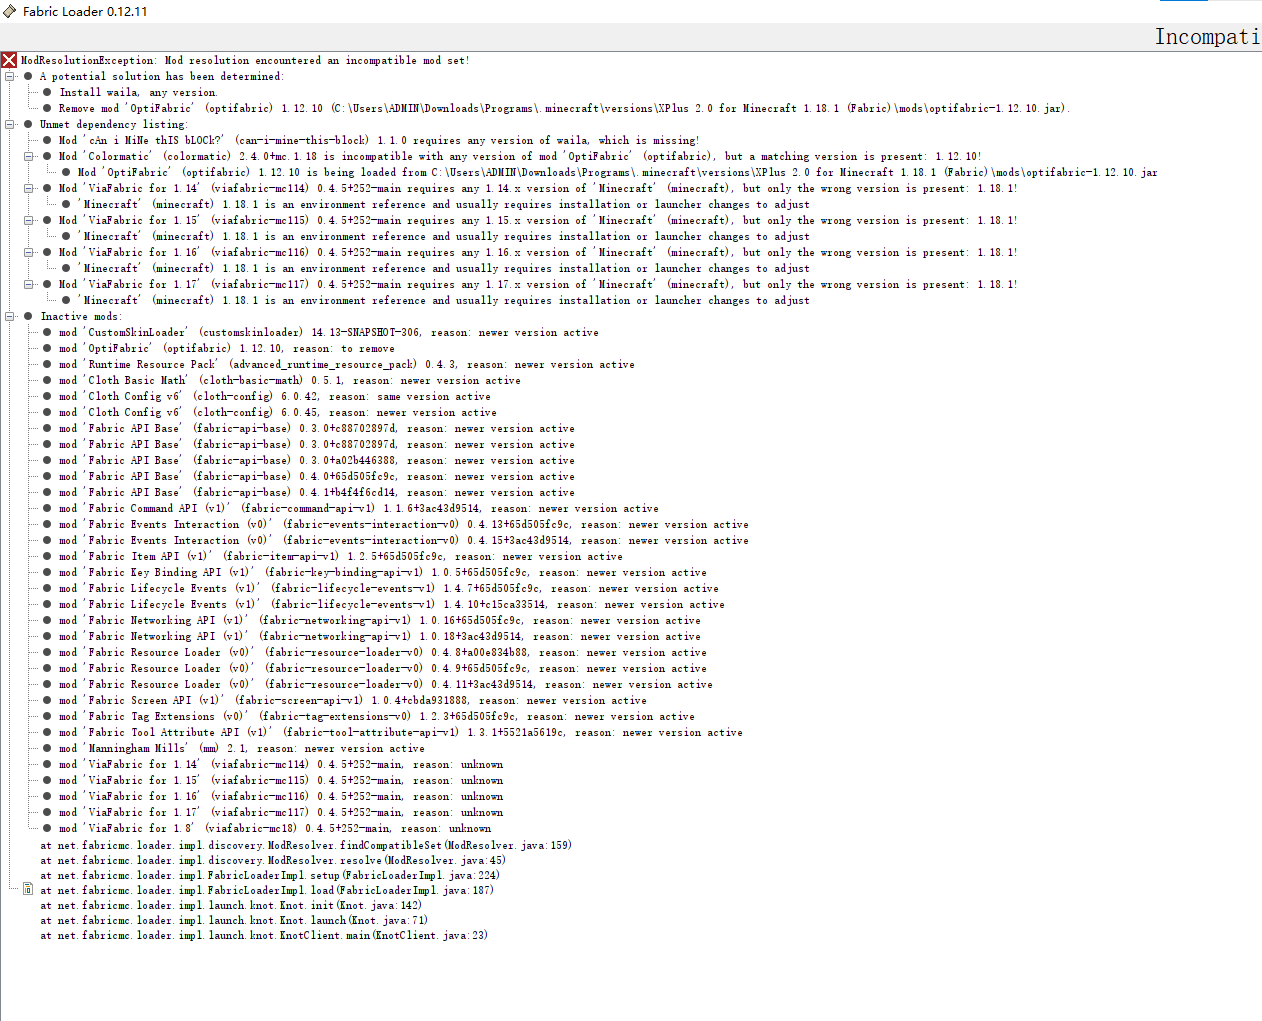 Fabric Loader 0.12.11
Incompati
ModResolutionException: Mod resolution encountered an incompatible mod set!
A potential solution has been determined:
Install waila, any version.
Remove mod 'OptiFabric' (optifabric) 1.12.10 (C:\Users\ADMIN\Downloads\Programs\.minecraft\versions\XPlus 2.0 for Minecraft 1.18.1 (Fabric)\mods\optifabric-1.12.10.jar).
Unmet dependency listing:
Mod 'cAn i MiNe thIS bLOCk?' (can-i-mine-this-block) 1.1.0 requires any version of waila, which is missing!
Mod 'Colormatic' (colormatic) 2.4.0+mc.1.18 is incompatible with any version of mod 'OptiFabric' (optifabric), but a matching version is present: 1.12.10!
Mod 'OptiFabric' (optifabric) 1.12.10 is being loaded from C:\Users\ADMIN\Downloads\Programs\.minecraft\versions\XPlus 2.0 for Minecraft 1.18.1 (Fabric)\mods\optifabric-1.12.10.jar
Mod 'ViaFabric for 1.14' (viafabric-mc114) 0.4.5+252-main requires any 1.14.x version of 'Minecraft' (minecraft), but only the wrong version is present: 1.18.1!
'Minecraft' (minecraft) 1.18.1 is an environment reference and usually requires installation or launcher changes to adjust
Mod 'ViaFabric for 1.15' (viafabric-mc115) 0.4.5+252-main requires any 1.15.x version of 'Minecraft' (minecraft), but only the wrong version is present: 1.18.1!
'Minecraft' (minecraft) 1.18.1 is an environment reference and usually requires installation or launcher changes to adjust
Mod 'ViaFabric for 1.16' (viafabric-mc116) 0.4.5+252-main requires any 1.16.x version of 'Minecraft' (minecraft), but only the wrong version is present: 1.18.1!
'Minecraft' (minecraft) 1.18.1 is an environment reference and usually requires installation or launcher changes to adjust
Mod 'ViaFabric for 1.17' (viafabric-mc117) 0.4.5+252-main requires any 1.17.x version of 'Minecraft' (minecraft), but only the wrong version is present: 1.18.1!
'Minecraft' (minecraft) 1.18.1 is an environment reference and usually requires installation or launcher changes to adjust
Inactive mods:
mod 'CustomSkinLoader' (customskinloader) 14.13-SNAPSHOT-306, reason: newer version active
mod 'OptiFabric' (optifabric) 1.12.10, reason: to remove
mod 'Runtime Resource Pack' (advanced_runtime_resource_pack) 0.4.3, reason: newer version active
mod 'Cloth Basic Math' (cloth-basic-math) 0.5.1, reason: newer version active
mod 'Cloth Config v6' (cloth-config) 6.0.42, reason: same version active
mod 'Cloth Config v6' (cloth-config) 6.0.45, reason: newer version active
mod 'Fabric API Base' (fabric-api-base) 0.3.0+c88702897d, reason: newer version active
mod 'Fabric API Base' (fabric-api-base) 0.3.0+c88702897d, reason: newer version active
mod 'Fabric API Base' (fabric-api-base) 0.3.0+a02b446388, reason: newer version active
mod 'Fabric API Base' (fabric-api-base) 0.4.0+65d505fc9c, reason: newer version active
mod 'Fabric API Base' (fabric-api-base) 0.4.1+b4f4f6cd14, reason: newer version active
mod 'Fabric Command API (v1)' (fabric-command-api-v1) 1.1.6+3ac43d9514, reason: newer version active
mod 'Fabric Events Interaction (v0)' (fabric-events-interaction-v0) 0.4.13+65d505fc9c, reason: newer version active
mod 'Fabric Events Interaction (v0)' (fabric-events-interaction-v0) 0.4.15+3ac43d9514, reason: newer version active
mod 'Fabric Item API (v1)' (fabric-item-api-v1) 1.2.5+65d505fc9c, reason: newer version active
mod 'Fabric Key Binding API (v1)' (fabric-key-binding-api-v1) 1.0.5+65d505fc9c, reason: newer version active
mod 'Fabric Lifecycle Events (v1)' (fabric-lifecycle-events-v1) 1.4.7+65d505fc9c, reason: newer version active
mod 'Fabric Lifecycle Events (v1)' (fabric-lifecycle-events-v1) 1.4.10+c15ca33514, reason: newer version active
mod 'Fabric Networking API (v1)' (fabric-networking-api-v1) 1.0.16+65d505fc9c, reason: newer version active
mod 'Fabric Networking API (v1)' (fabric-networking-api-v1) 1.0.18+3ac43d9514, reason: newer version active
mod 'Fabric Resource Loader (v0)' (fabric-resource-loader-v0) 0.4.8+a00e834b88, reason: newer version active
mod 'Fabric Resource Loader (v0)' (fabric-resource-loader-v0) 0.4.9+65d505fc9c, reason: newer version active
mod 'Fabric Resource Loader (v0)' (fabric-resource-loader-v0) 0.4.11+3ac43d9514, reason: newer version active
mod 'Fabric Screen API (v1)' (fabric-screen-api-v1) 1.0.4+cbda931888, reason: newer version active
mod 'Fabric Tag Extensions (v0)' (fabric-tag-extensions-v0) 1.2.3+65d505fc9c, reason: newer version active
mod 'Fabric Tool Attribute API (v1)' (fabric-tool-attribute-api-v1) 1.3.1+5521a5619c, reason: newer version active
mod 'Manningham Mills' (mm) 2.1, reason: newer version active
mod 'ViaFabric for 1.14' (viafabric-mc114) 0.4.5+252-main, reason: unknown
mod 'ViaFabric for 1.15' (viafabric-mc115) 0.4.5+252-main, reason: unknown
mod 'ViaFabric for 1.16' (viafabric-mc116) 0.4.5+252-main, reason: unknown
mod 'ViaFabric for 1.17' (viafabric-mc117) 0.4.5+252-main, reason: unknown
mod 'ViaFabric for 1.8' (viafabric-mc18) 0.4.5+252-main, reason: unknown
at net.fabricmc.loader.impl.discovery.ModResolver.findCompatibleSet(ModResolver.java:159)
at net.fabricmc.loader.impl.discovery.ModResolver.resolve(ModResolver.java:45)
at net.fabricmc.loader.impl.FabricLoaderImpl.setup(FabricLoaderImpl.java:224)
at net.fabricmc.loader.impl.FabricLoaderImpl.load(FabricLoaderImpl.java:187)
at net.fabricmc.loader.impl.launch.knot.Knot.init(Knot.java:142)
at net.fabricmc.loader.impl.launch.knot.Knot.launch(Knot.java:71)
at net.fabricmc.loader.impl.launch.knot.KnotClient.main(KnotClient.java:23)